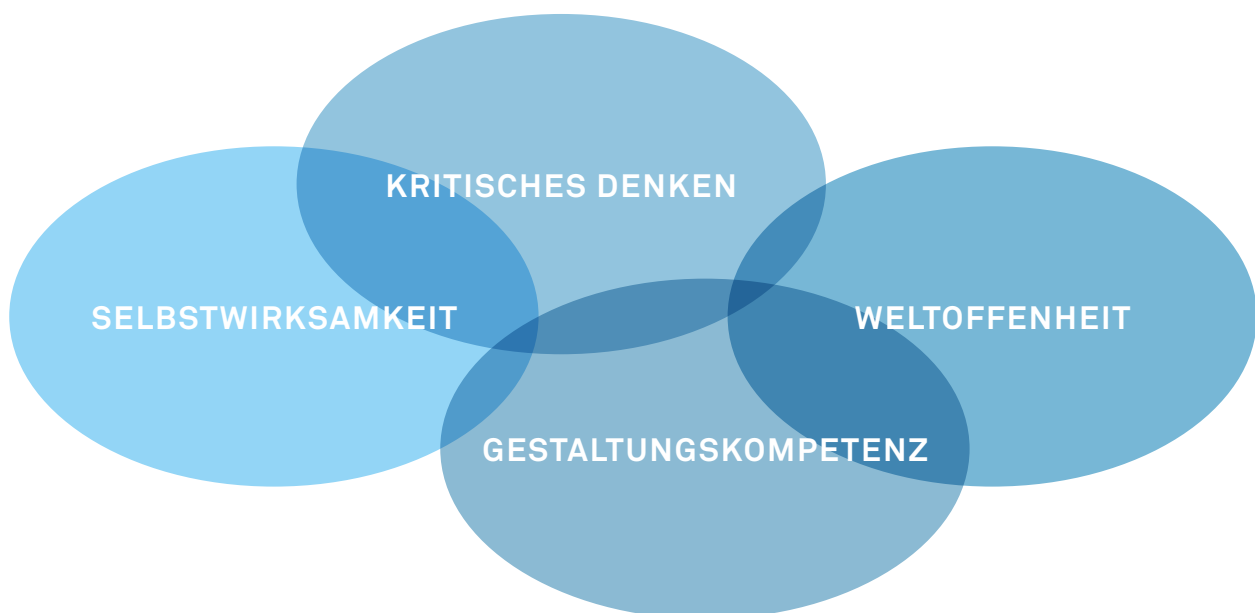 KRITISCHES DENKEN
SELBSTWIRKSAMKEIT
WELTOFFENHEIT
GESTALTUNGSKOMPETENZ